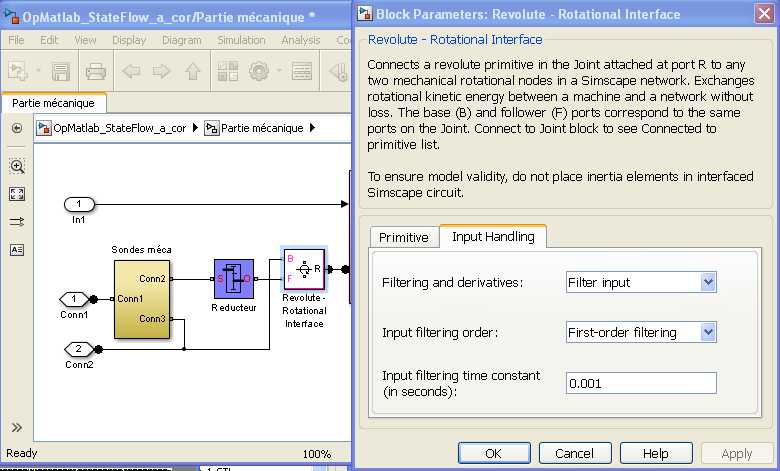 OpMatlab_StateFlow_a_cor/Partie mécanique *
File Edit View Display Diagram Simulation Analysis
Partie mécanique
OpMatlab_StateFlow_a_cor Partie mécanique
1
In1
Sondes méca
Conn2
Conn1
Conn3
1
Conn1
2
Conn2
S
Reducteur
B
F
R
Revolute -
Rotational
Interface
Ready 100%
Block Parameters: Revolute - Rotational Interface
Revolute - Rotational Interface
Connects a revolute primitive in the Joint attached at port R to any
two mechanical rotational nodes in a Simscape network. Exchanges
rotational kinetic energy between a machine and a network without
loss. The base (B) and follower (F) ports correspond to the same
ports on the Joint. Connect to Joint block to see Connected to
primitive list.
To ensure model validity, do not place inertia elements in interfaced
Simscape circuit.
Primitive Input Handling
Filtering and derivatives: Filter input
Input filtering order: First-order filtering
Input filtering time constant
(in seconds): 0.001
OK Cancel Help Apply